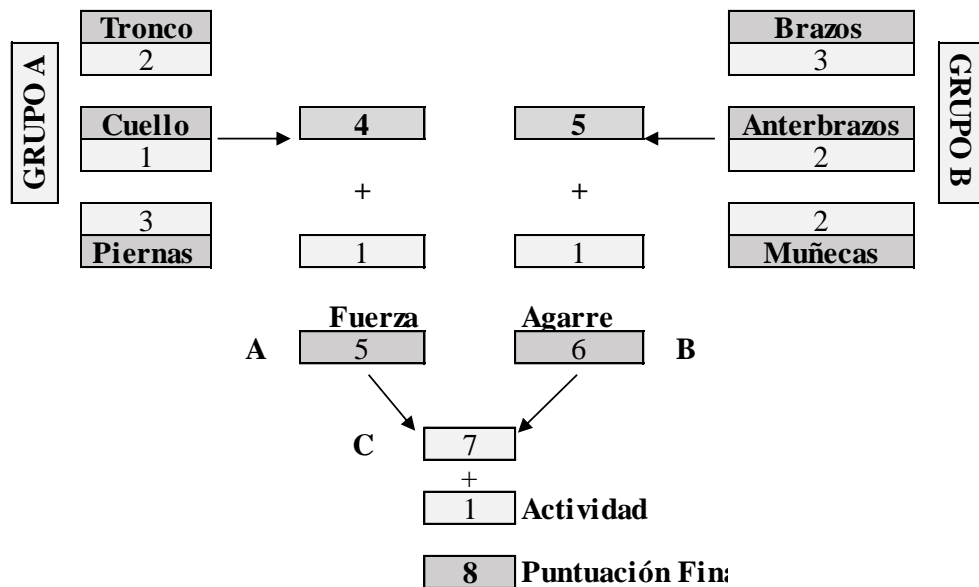 GRUPO A
Tronco
2
Cuello
1
3
Piernas
4
+
1
Fuerza
A
5
Brazos
3
Anterbrazos
2
2
Muñecas
GRUPO B
5
+
1
Agarre
6
B
C
7
+
1
Actividad
8
Puntuación Fina